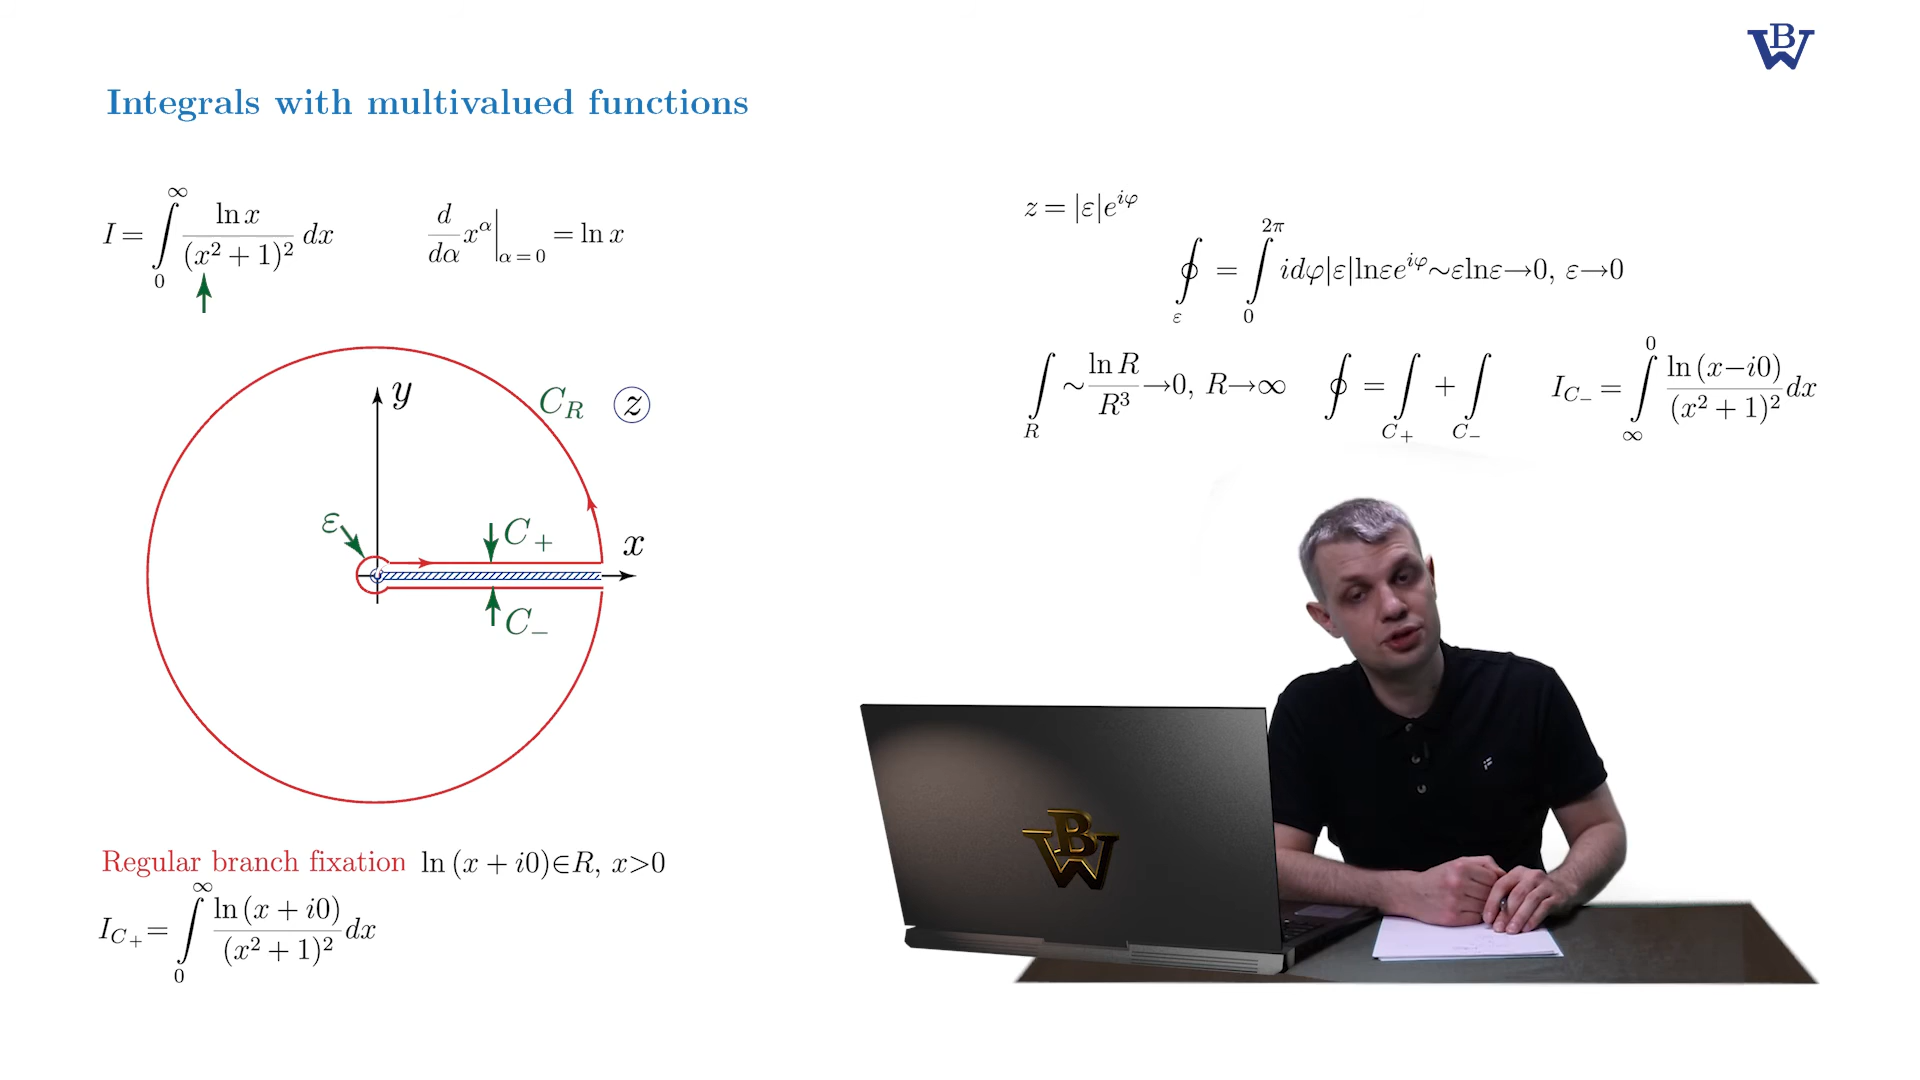 BW
Integrals with multivalued functions
I = ∫₀^∞ ln x / (x² + 1)² dx
d/dα x^α |_{α=0} = ln x
z = |ε|e^{iφ}
∮_ε = ∫₀^{2π} idφ|ε|lnεe^{iφ}∼εlnε→0, ε→0
∫_R ∼ ln R / R³ →0, R→∞
∮ = ∫_{C+} + ∫_{C−}
I_{C−} = ∫_∞^0 ln (x−i0) / (x² + 1)² dx
y
C_R
z
ε
C₊
x
C₋
Regular branch fixation ln (x + i0)∈R, x>0
I_{C+} = ∫₀^∞ ln (x + i0) / (x² + 1)² dx
BW